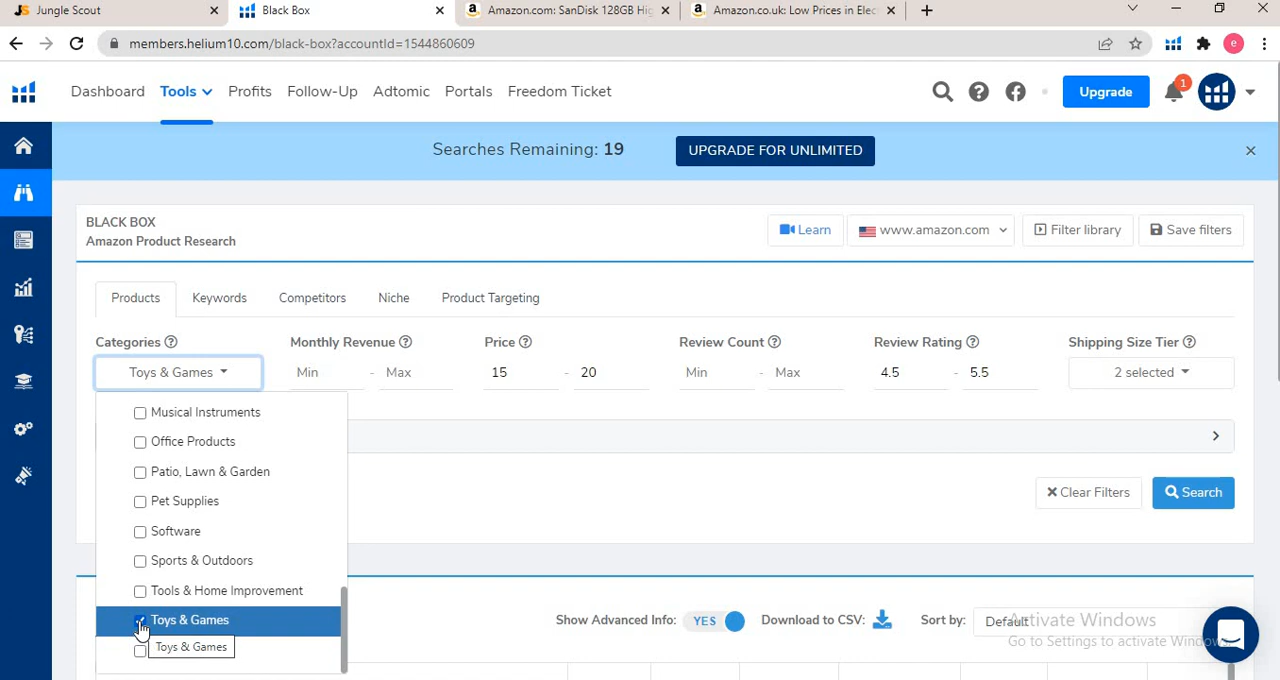 Jungle Scout
Black Box
Amazon.com: SanDisk 128GB Hig
Amazon.co.uk: Low Prices in Elec
members.helium10.com/black-box?accountId=1544860609
e
Dashboard Tools Profits Follow-Up Adtomic Portals Freedom Ticket
Upgrade
1
Searches Remaining: 19
UPGRADE FOR UNLIMITED
BLACK BOX
Amazon Product Research
Learn
www.amazon.com
Filter library
Save filters
Products Keywords Competitors Niche Product Targeting
Categories Monthly Revenue Price Review Count Review Rating Shipping Size Tier
Toys & Games Min - Max 15 - 20 Min - Max 4.5 - 5.5 2 selected
Musical Instruments
Office Products
Patio, Lawn & Garden
Pet Supplies
Software
Sports & Outdoors
Tools & Home Improvement
Toys & Games
Toys & Games
Clear Filters
Search
Show Advanced Info: YES Download to CSV: Sort by: Default
Activate Windows
Go to Settings to activate Windows